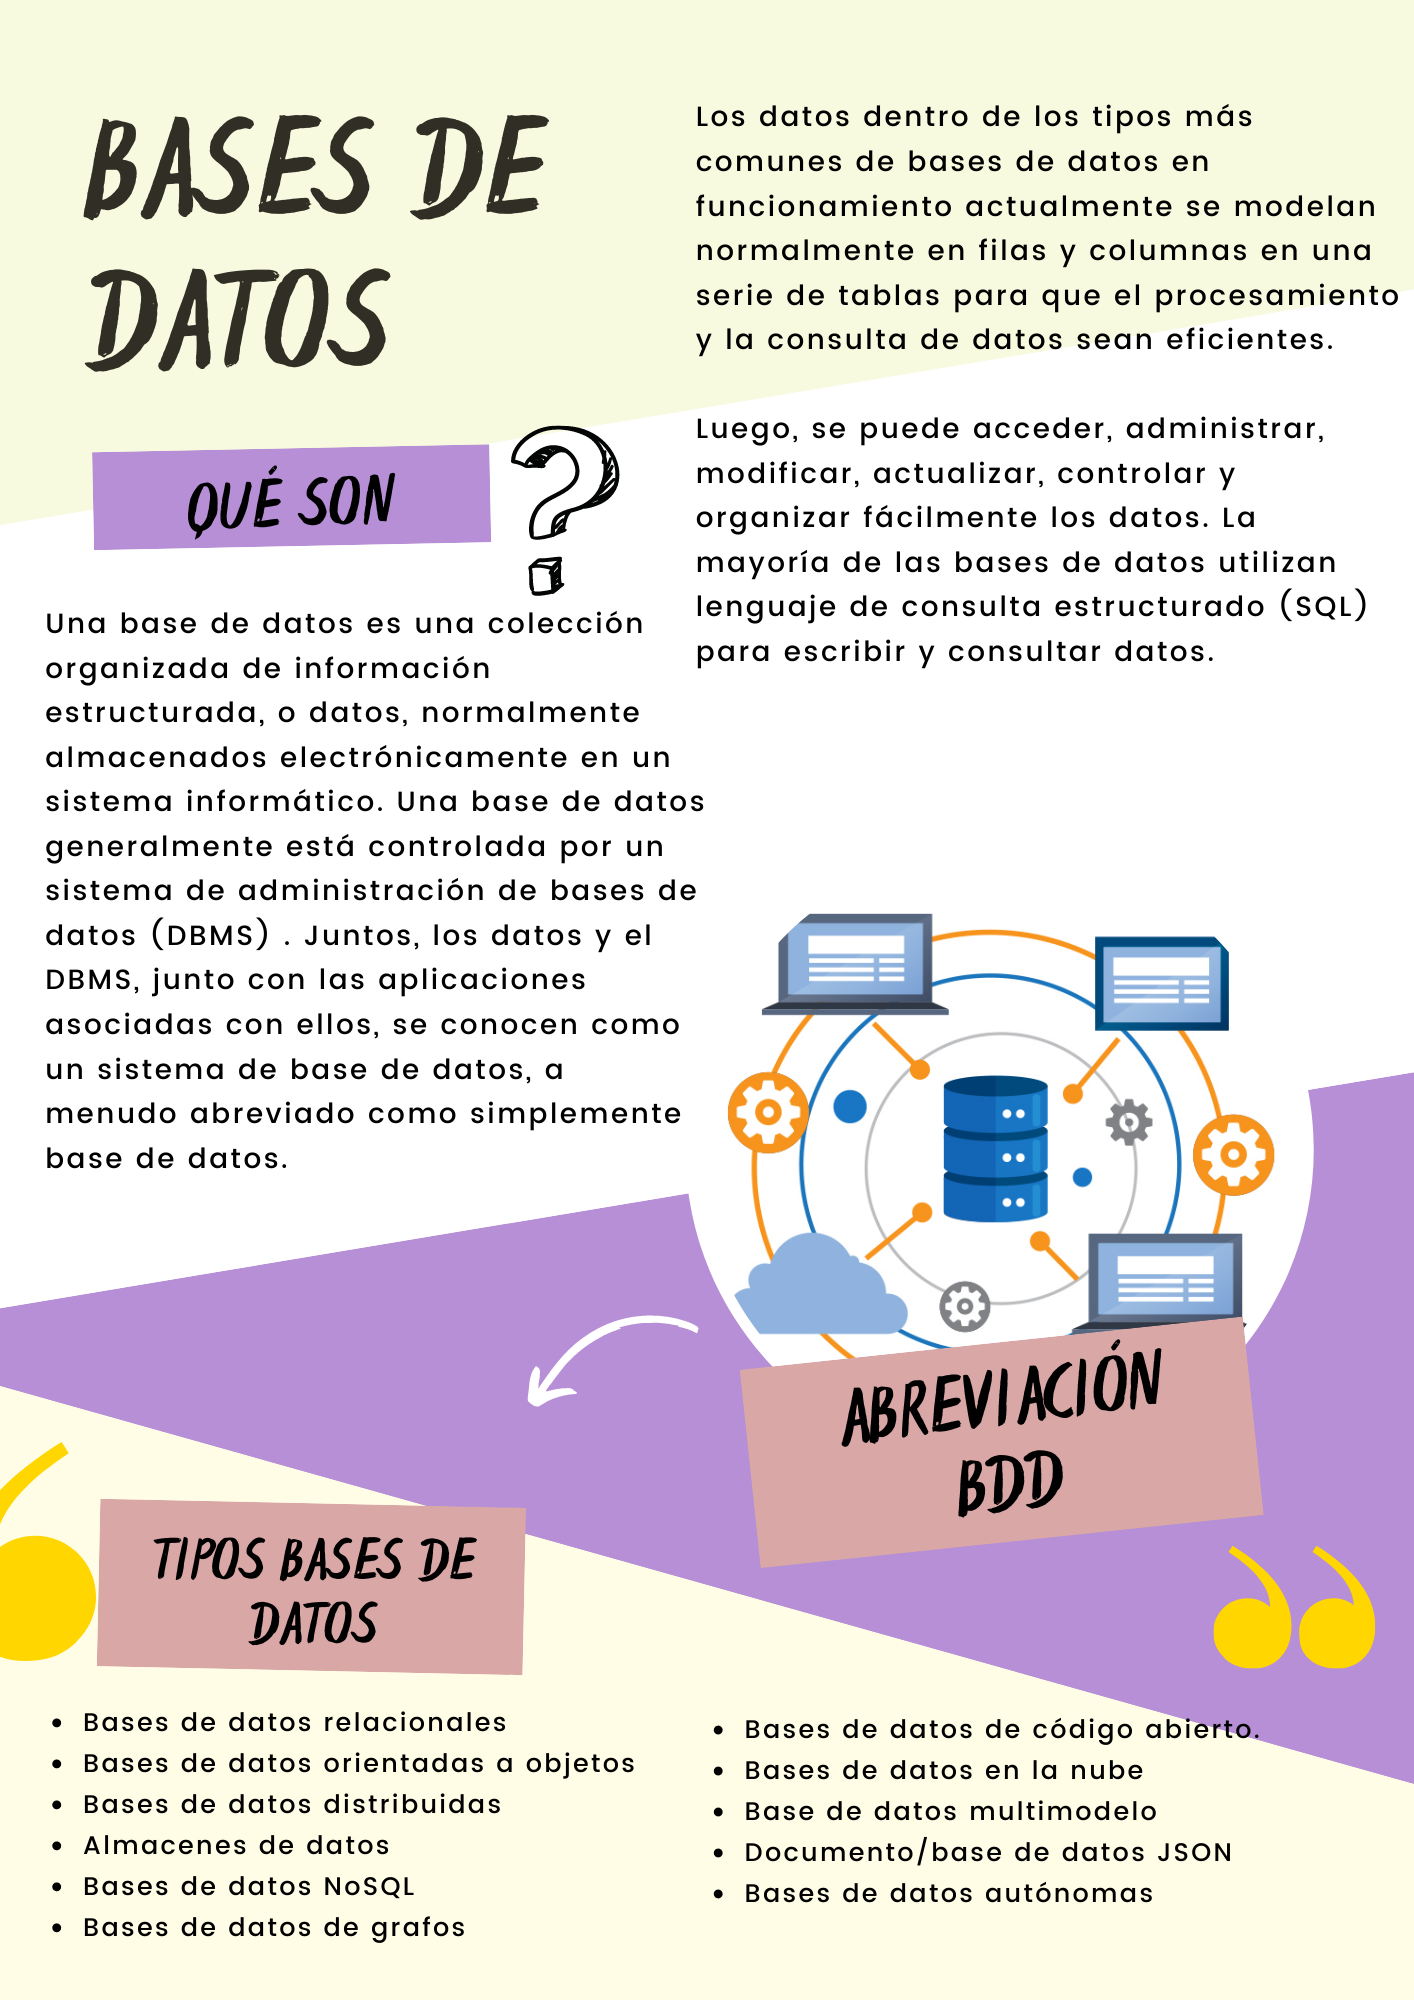 BASES DE
DATOS
QUÉ SON
Una base de datos es una colección
organizada de información
estructurada, o datos, normalmente
almacenados electrónicamente en un
sistema informático. Una base de datos
generalmente está controlada por un
sistema de administración de bases de
datos (DBMS) . Juntos, los datos y el
DBMS, junto con las aplicaciones
asociadas con ellos, se conocen como
un sistema de base de datos, a
menudo abreviado como simplemente
base de datos.
Los datos dentro de los tipos más
comunes de bases de datos en
funcionamiento actualmente se modelan
normalmente en filas y columnas en una
serie de tablas para que el procesamiento
y la consulta de datos sean eficientes.
Luego, se puede acceder, administrar,
modificar, actualizar, controlar y
organizar fácilmente los datos. La
mayoría de las bases de datos utilizan
lenguaje de consulta estructurado (SQL)
para escribir y consultar datos.
ABREVIACIÓN
BDD
TIPOS BASES DE
DATOS
• Bases de datos relacionales
• Bases de datos orientadas a objetos
• Bases de datos distribuidas
• Almacenes de datos
• Bases de datos NoSQL
• Bases de datos de grafos
• Bases de datos de código abierto.
• Bases de datos en la nube
• Base de datos multimodelo
• Documento/base de datos JSON
• Bases de datos autónomas